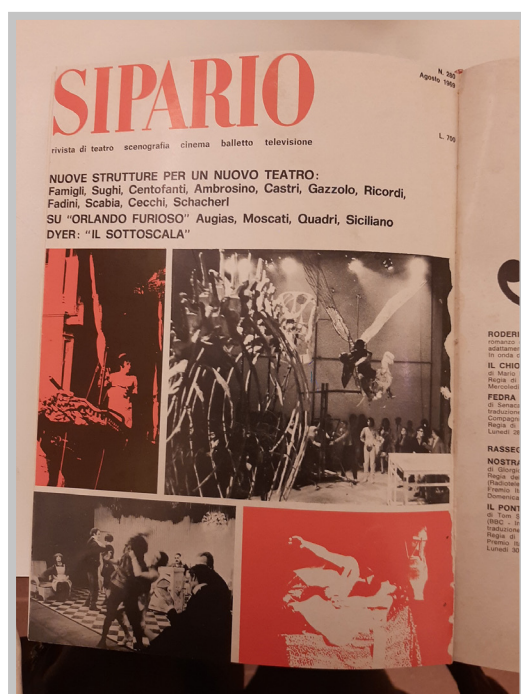 SIPARIO
N. 280
Agosto 1969
rivista di teatro scenografia cinema balletto televisione
L. 700
NUOVE STRUTTURE PER UN NUOVO TEATRO:
Famigli, Sughi, Centofanti, Ambrosino, Castri, Gazzolo, Ricordi,
Fadini, Scabia, Cecchi, Schacherl
SU "ORLANDO FURIOSO" Augias, Moscati, Quadri, Siciliano
DYER: "IL SOTTOSCALA"
RODERI
romanzo
adattamen
In onda
IL CHIO
di Mario
Regia di
Mercoledì
FEDRA
di Seneca
traduzione
Compagn
Regia di
Lunedì 28
RASSEG
NOSTRA
di Giorgio
Regia de
(Radiotele
Premio It
Domenica
IL PONT
di Tom S
(BBC - In
traduzione
Regia di
Premio Ita
Lunedì 30